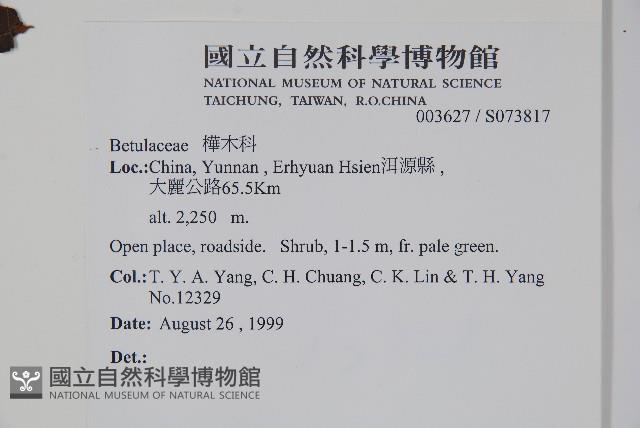 國立自然科學博物館
NATIONAL MUSEUM OF NATURAL SCIENCE
TAICHUNG, TAIWAN, R.O.CHINA
003627 / S073817
Betulaceae 樺木科
Loc.:China, Yunnan , Erhyuan Hsien洱源縣 ,
大麗公路65.5Km
alt. 2,250 m.
Open place, roadside. Shrub, 1-1.5 m, fr. pale green.
Col.:T. Y. A. Yang, C. H. Chuang, C. K. Lin & T. H. Yang
No.12329
Date: August 26 , 1999
Det.:
國立自然科學博物館
NATIONAL MUSEUM OF NATURAL SCIENCE